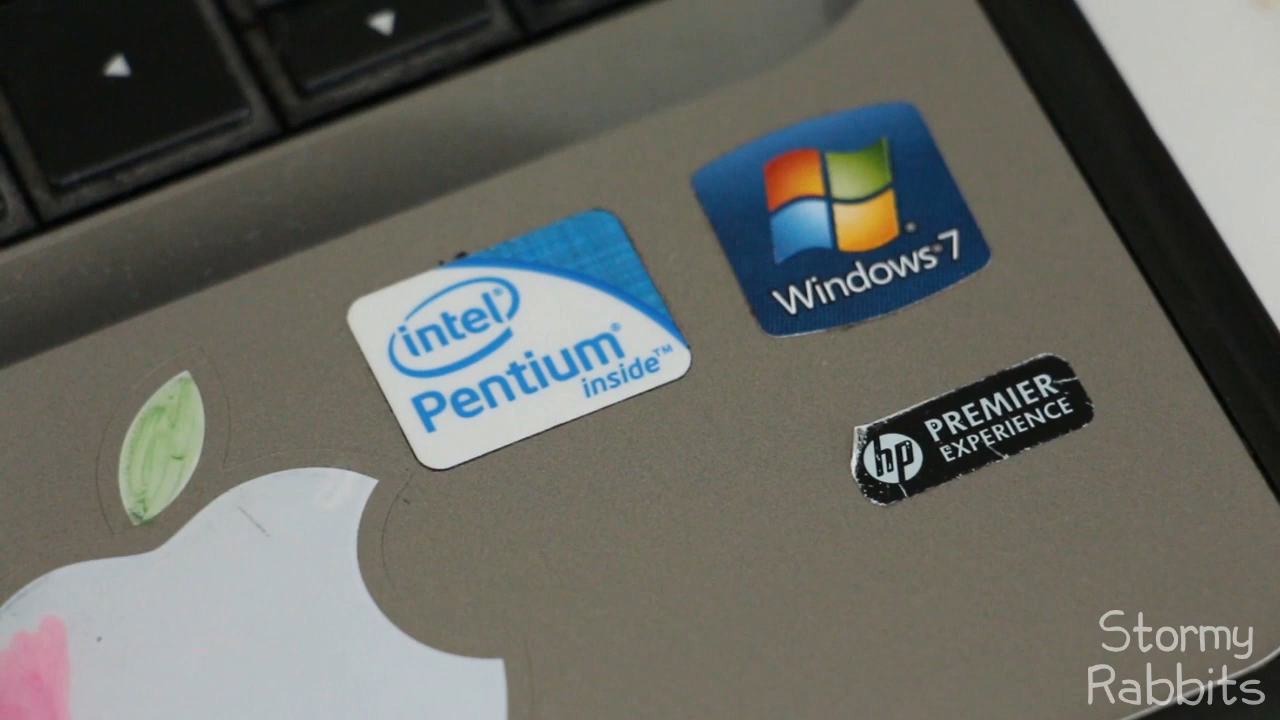 intel®
Pentium®
inside™
Windows® 7
hp
PREMIER
EXPERIENCE
Stormy
Rabbits